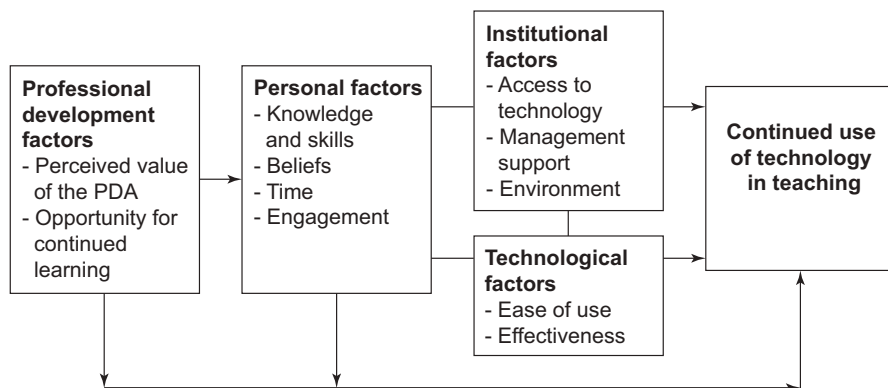 Professional
development
factors
- Perceived value
of the PDA
- Opportunity for
continued
learning
Personal factors
- Knowledge
and skills
- Beliefs
- Time
- Engagement
Institutional
factors
- Access to
technology
- Management
support
- Environment
Technological
factors
- Ease of use
- Effectiveness
Continued use
of technology
in teaching